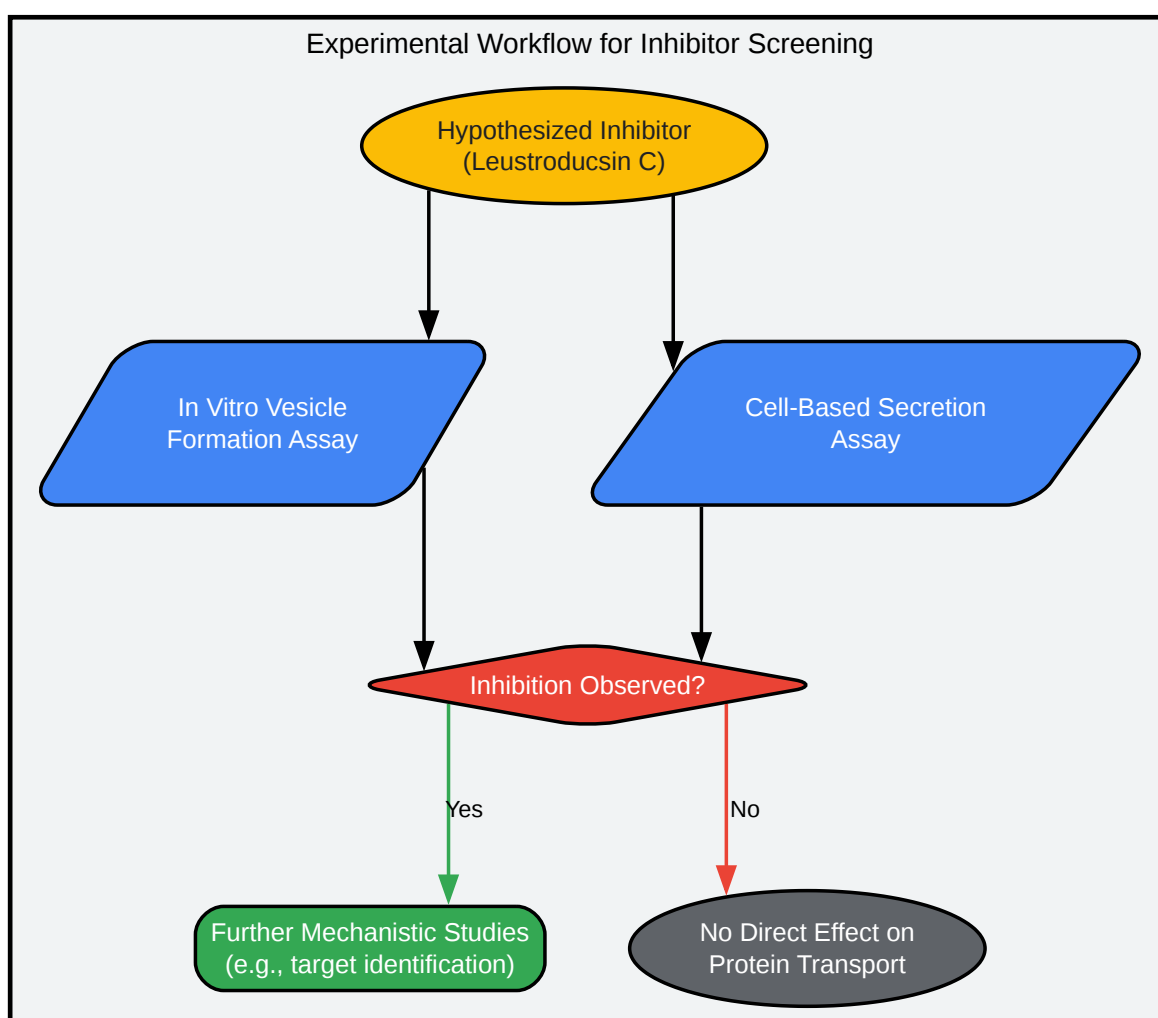 Experimental Workflow for Inhibitor Screening
Hypothesized Inhibitor
(Leustroducsin C)
In Vitro Vesicle
Formation Assay
Cell-Based Secretion
Assay
Inhibition Observed?
Yes
No
Further Mechanistic Studies
(e.g., target identification)
No Direct Effect on
Protein Transport